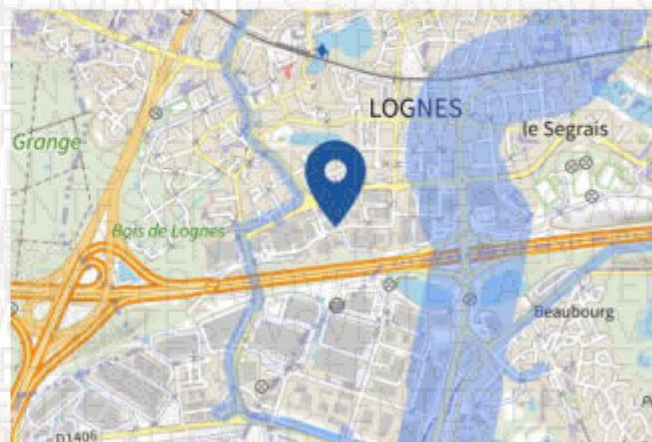 LOGNES
le Segrais
Grange
Bois de Lognes
Beaubourg
D1406